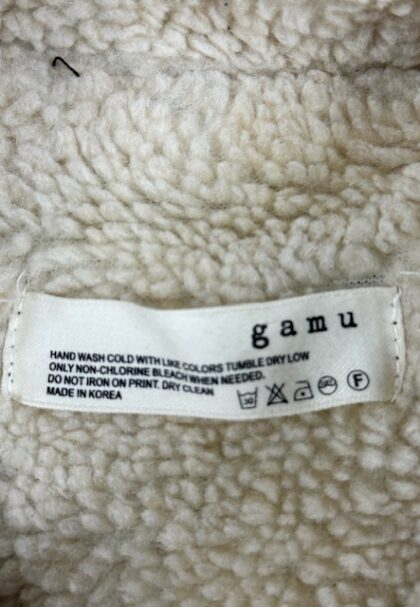 gamu
HAND WASH COLD WITH LIKE COLORS TUMBLE DRY LOW
ONLY NON-CHLORINE BLEACH WHEN NEEDED.
DO NOT IRON ON PRINT. DRY CLEAN
MADE IN KOREA
30 F